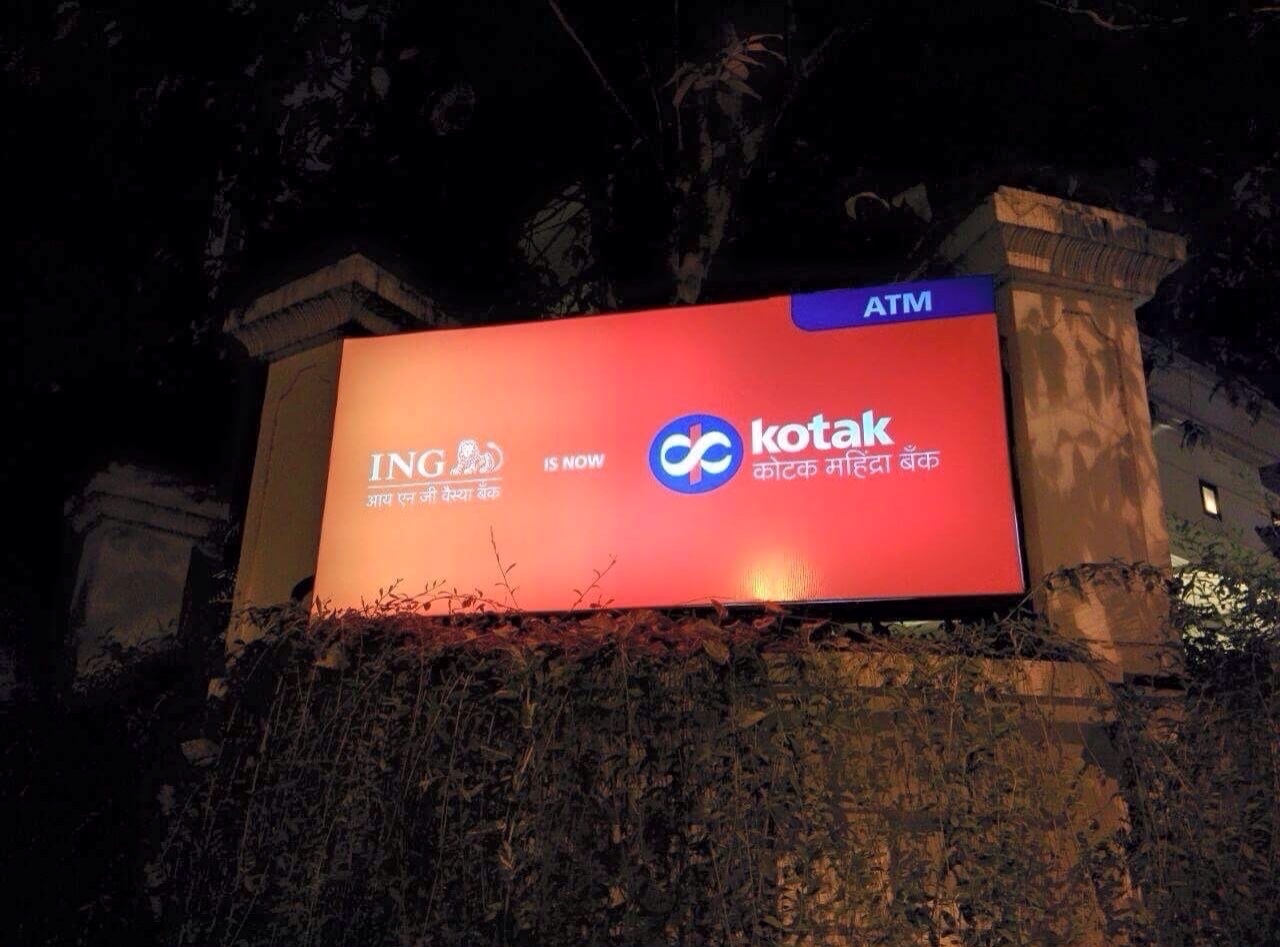 ATM
ING
आय एन जी वैस्या बँक
IS NOW
kotak
कोटक महिंद्रा बँक